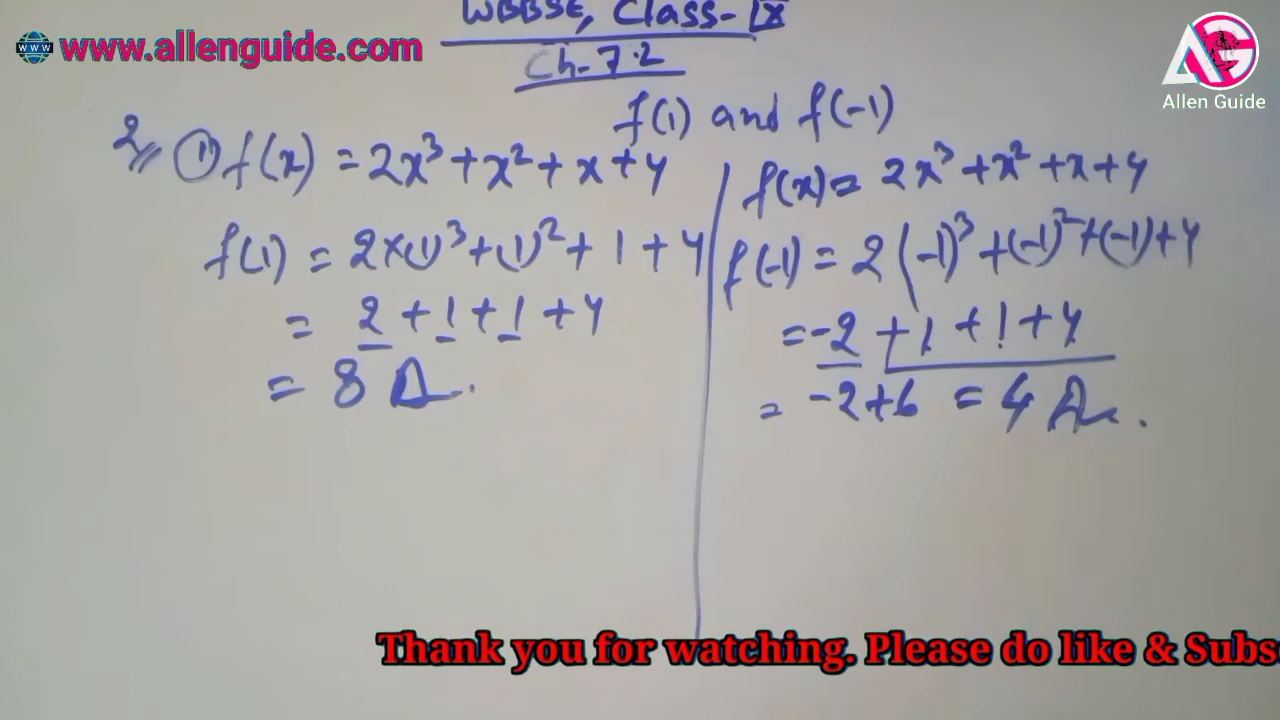 WBBSE, Class-IX
www.allenguide.com
Ch-7.2
Allen Guide
f(1) and f(-1)
2// (1) f(x) = 2x³ + x² + x + 4
f(1) = 2×(1)³ + (1)² + 1 + 4
= 2 + 1 + 1 + 4
= 8 A.
f(x) = 2x³ + x² + x + 4
f(-1) = 2(-1)³ + (-1)² + (-1) + 4
= -2 + 1 + 1 + 4
= -2+6 = 4 An.
Thank you for watching. Please do like & Subs